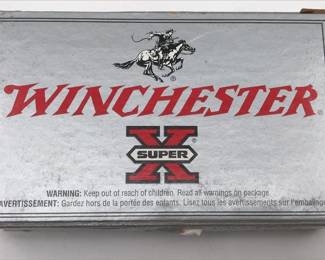 WINCHESTER
X
SUPER
WARNING: Keep out of reach of children. Read all warnings on package.
AVERTISSEMENT: Gardez hors de la portée des enfants. Lisez tous les avertissements sur l'emballage